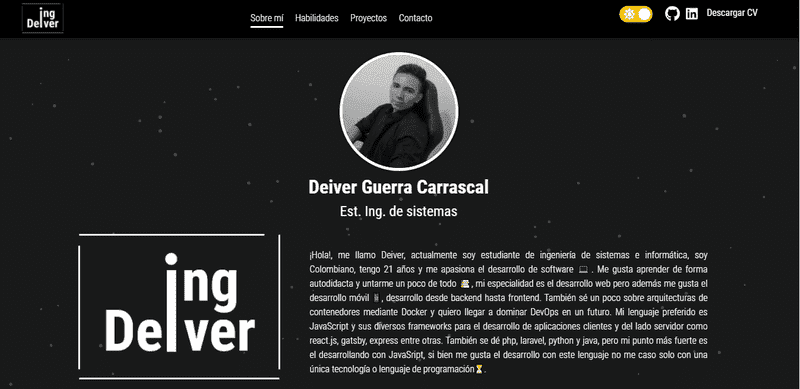 ing
Deiver
Sobre mí
Habilidades
Proyectos
Contacto
Descargar CV
Deiver Guerra Carrascal
Est. Ing. de sistemas
ing
Deiver
¡Hola!, me llamo Deiver, actualmente soy estudiante de ingeniería de sistemas e informática, soy
Colombiano, tengo 21 años y me apasiona el desarrollo de software 💻 . Me gusta aprender de forma
autodidacta y untarme un poco de todo , mi especialidad es el desarrollo web pero además me gusta el
desarrollo móvil , desarrollo desde backend hasta frontend. También sé un poco sobre arquitecturas de
contenedores mediante Docker y quiero llegar a dominar DevOps en un futuro. Mi lenguaje preferido es
JavaScript y sus diversos frameworks para el desarrollo de aplicaciones clientes y del lado servidor como
react.js, gatsby, express entre otras. También se dé php, laravel, python y java, pero mi punto más fuerte es
el desarrollando con JavaSript, si bien me gusta el desarrollo con este lenguaje no me caso solo con una
única tecnología o lenguaje de programación⏳.